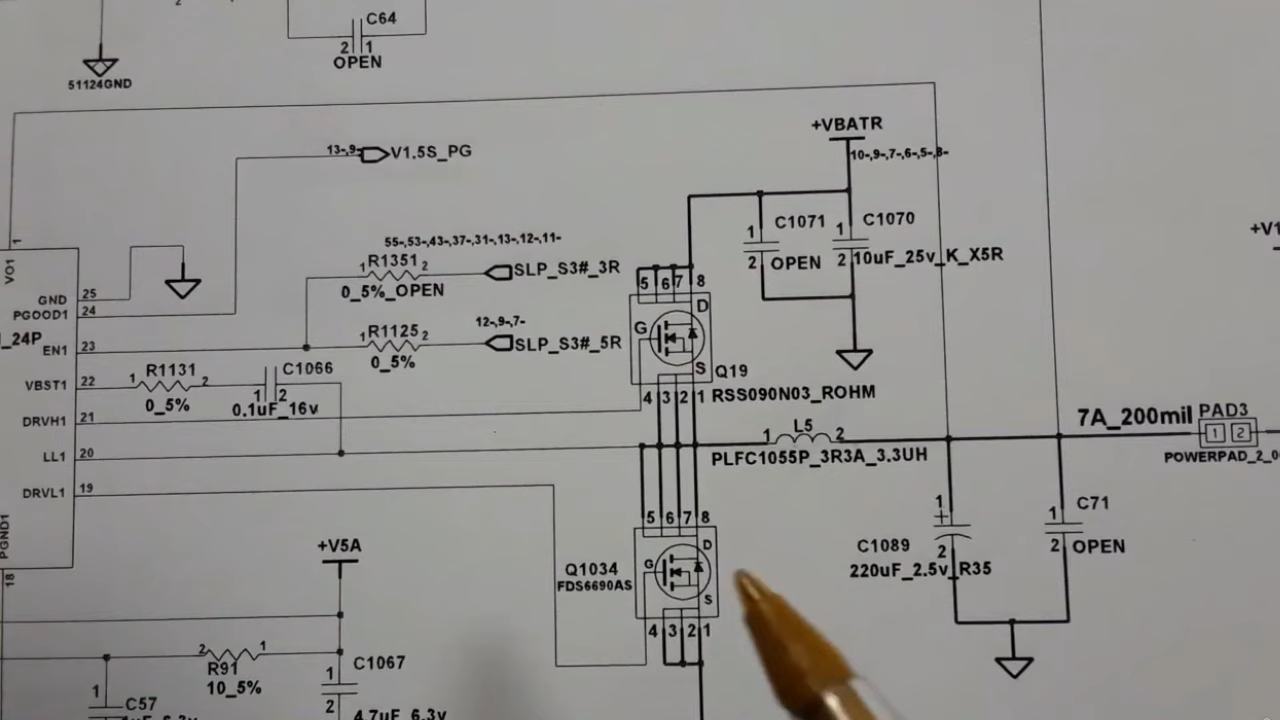 2
C64
2 1
OPEN
51124GND
+VBATR
10-,9-,7-,6-,5-,8-
13-,9-
V1.5S_PG
1
VO1
C1071
1
2
OPEN
C1070
1
2
10uF_25v_K_X5R
+V1
55-,53-,43-,37-,31-,13-,12-,11-
R1351
1 2
0_5%_OPEN
SLP_S3#_3R
12-,9-,7-
R1125
1 2
0_5%
SLP_S3#_5R
GND 25
PGOOD1 24
_24P
EN1 23
VBST1 22
DRVH1 21
LL1 20
DRVL1 19
PGND1
18
R1131
1 2
0_5%
C1066
1 2
0.1uF_16v
5 6 7 8
D
G
S
Q19
4 3 2 1
RSS090N03_ROHM
L5
1 2
PLFC1055P_3R3A_3.3UH
7A_200mil
PAD3
1 2
5 6 7 8
D
G
S
Q1034
FDS6690AS
4 3 2 1
1
+
2
C1089
220uF_2.5v_R35
C71
1
2
OPEN
+V5A
2 1
R91
10_5%
C1067
1
2
4.7uF_6.3v
1
C57